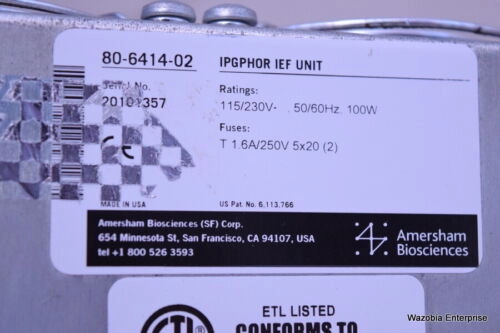 80-6414-02 IPGPHOR IEF UNIT
Serial No.
20101357
Ratings:
115/230V~ 50/60Hz. 100W
Fuses:
T 1.6A/250V 5x20 (2)
CE
MADE IN USA US Pat. No. 6,113,766
Amersham Biosciences (SF) Corp.
654 Minnesota St, San Francisco, CA 94107, USA
tel +1 800 526 3593
Amersham
Biosciences
ETL LISTED
CONFORMS TO
Wazobia Enterprise